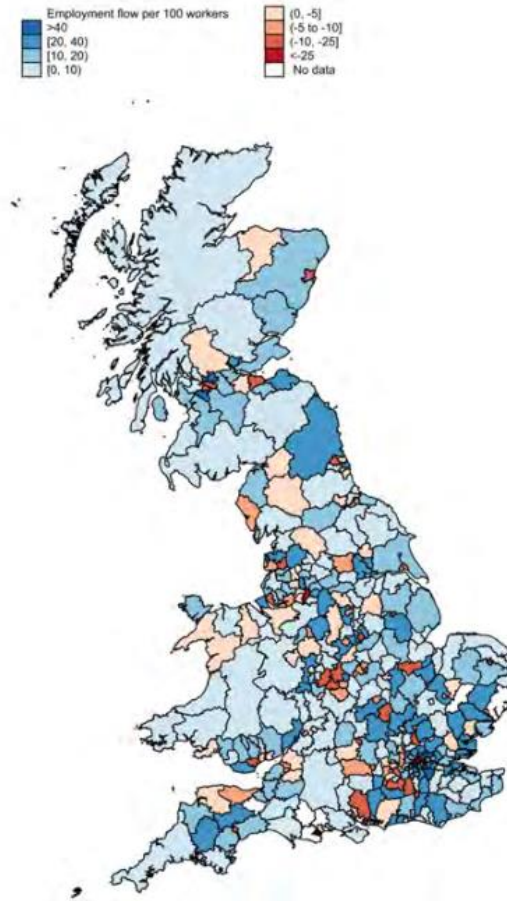 Employment flow per 100 workers
>40
[20, 40)
[10, 20)
[0, 10)
(0, -5]
(-5 to -10]
(-10, -25]
<-25
No data